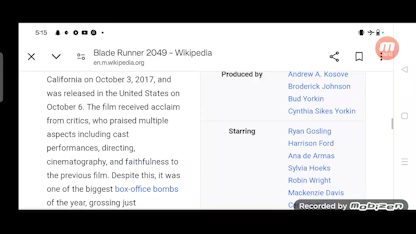 5:15
Blade Runner 2049 - Wikipedia
en.m.wikipedia.org
California on October 3, 2017, and
was released in the United States on
October 6. The film received acclaim
from critics, who praised multiple
aspects including cast
performances, directing,
cinematography, and faithfulness to
the previous film. Despite this, it was
one of the biggest box-office bombs
of the year, grossing just
Produced by
Andrew A. Kosove
Broderick Johnson
Bud Yorkin
Cynthia Sikes Yorkin
Starring
Ryan Gosling
Harrison Ford
Ana de Armas
Sylvia Hoeks
Robin Wright
Mackenzie Davis
Recorded by
Mobizen